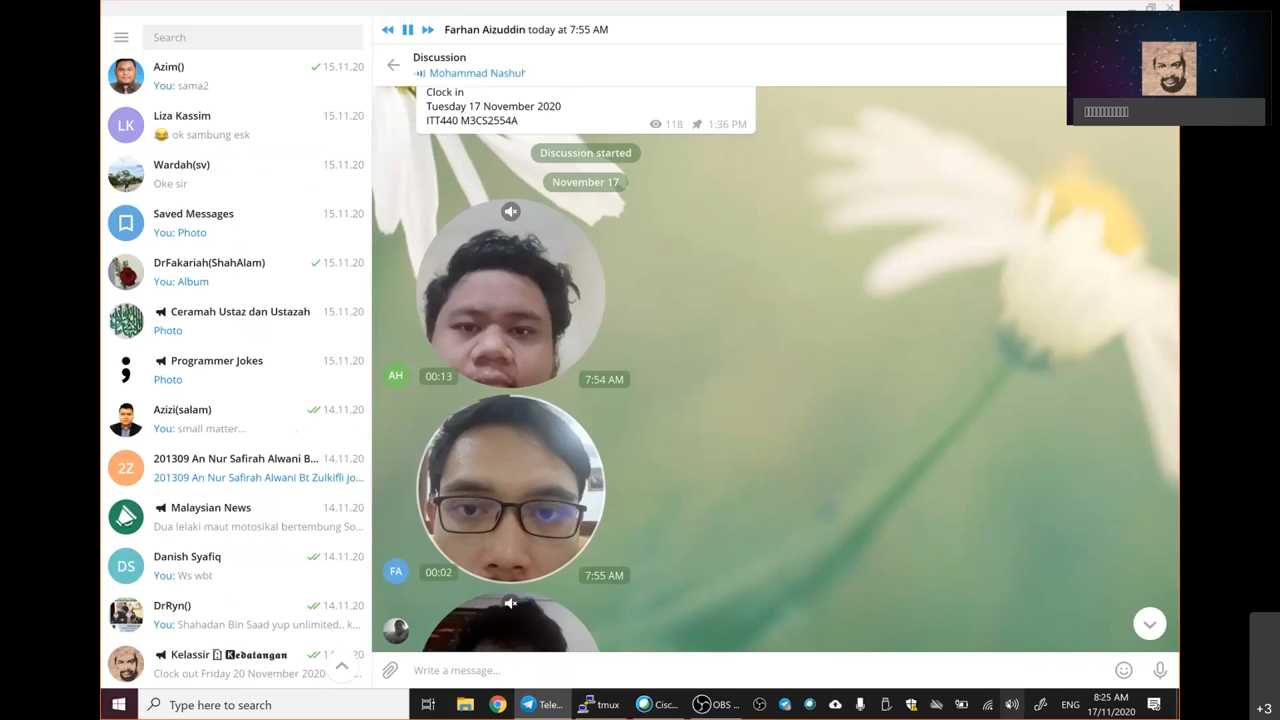 Search
Azim()
15.11.20
You: sama2
LK
Liza Kassim
15.11.20
😂 ok sambung esk
Wardah(sv)
15.11.20
Oke sir
Saved Messages
15.11.20
You: Photo
DrFakariah(ShahAlam)
15.11.20
You: Album
Ceramah Ustaz dan Ustazah
15.11.20
Photo
Programmer Jokes
15.11.20
Photo
Azizi(salam)
14.11.20
You: small matter...
2Z
201309 An Nur Safirah Alwani B...
14.11.20
201309 An Nur Safirah Alwani Bt Zulkifli jo...
Malaysian News
14.11.20
Dua lelaki maut motosikal bertembung So...
DS
Danish Syafiq
14.11.20
You: Ws wbt
DrRyn()
14.11.20
You: Shahadan Bin Saad yup unlimited.. k...
Kelassir 𝕶𝖊𝖉𝖆𝖙𝖆𝖓𝖌𝖆𝖓
Clock out Friday 20 November 2020
Farhan Aizuddin today at 7:55 AM
Discussion
Mohammad Nashur
Clock in
Tuesday 17 November 2020
ITT440 M3CS2554A
118
1:36 PM
Discussion started
November 17
AH
00:13
7:54 AM
FA
00:02
7:55 AM
Write a message...
Type here to search
Tele...
tmux
Cisc...
OBS ...
ENG
8:25 AM
17/11/2020
+3